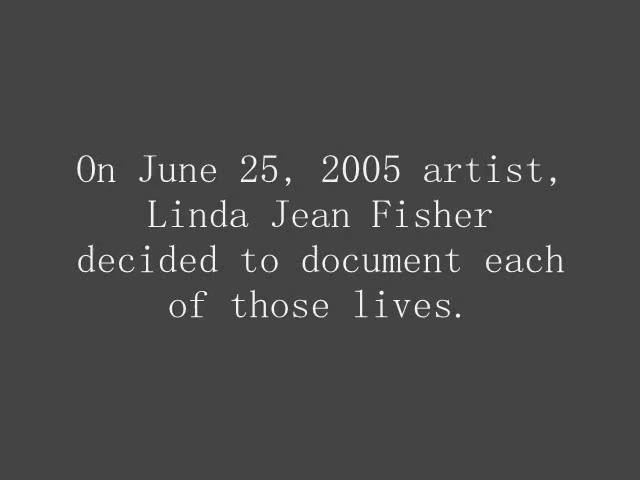 On June 25, 2005 artist,
Linda Jean Fisher
decided to document each
of those lives.